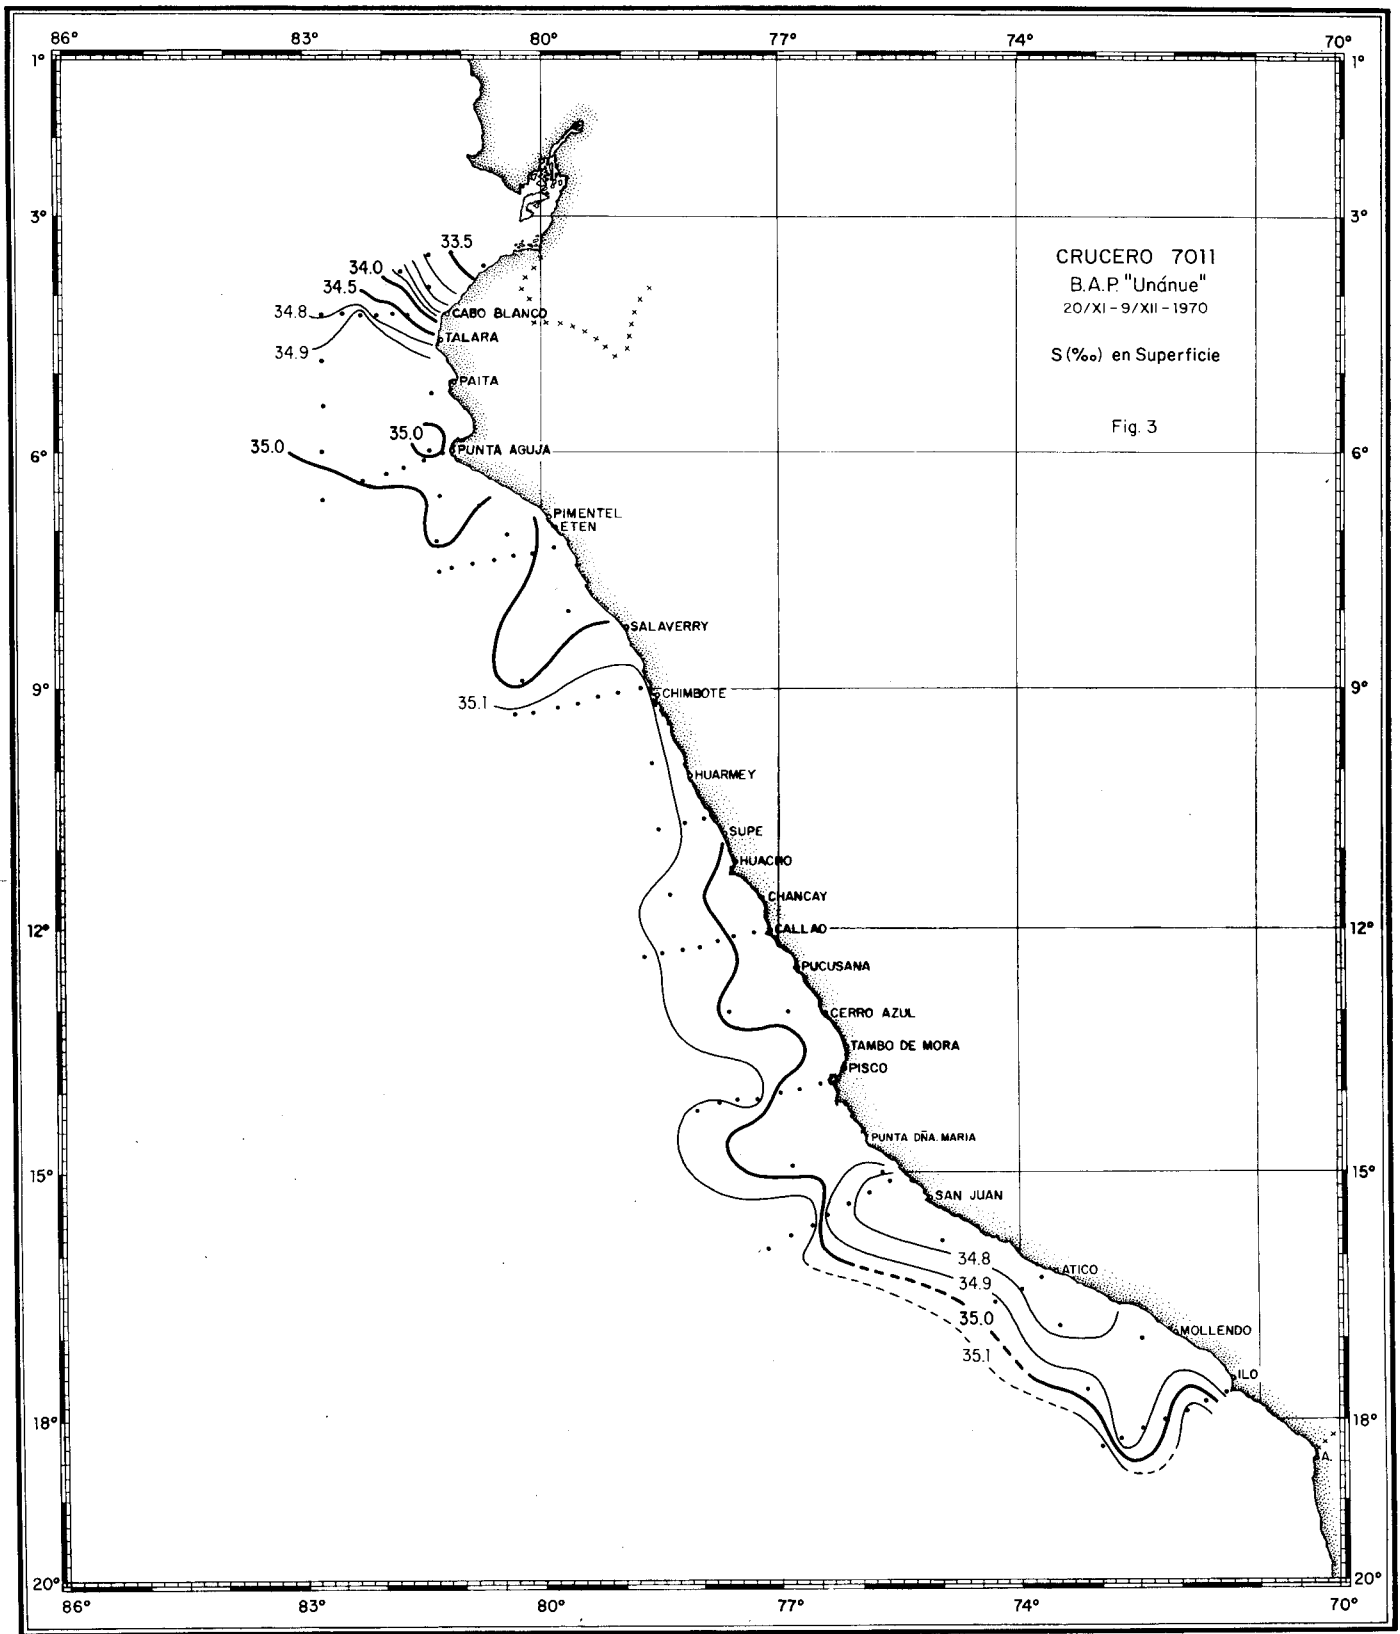 86° 83° 80° 77° 74° 70°
1° 1°
3° 3°
33.5
CRUCERO 7011
B.A.P. "Unánue"
20/XI-9/XII-1970
S(‰) en Superficie
Fig. 3
34.0
34.5
34.8
CABO BLANCO
TALARA
34.9
PAITA
35.0
35.0
PUNTA AGUJA
6° 6°
PIMENTEL
ETEN
SALAVERRY
9° 9°
CHIMBOTE
35.1
HUARMEY
SUPE
HUACHO
CHANCAY
12° 12°
CALLAO
PUCUSANA
CERRO AZUL
TAMBO DE MORA
PISCO
PUNTA DÑA. MARIA
15° 15°
SAN JUAN
34.8
ATICO
34.9
35.0
MOLLENDO
35.1
ILO
18° 18°
A.
20° 20°
86° 80° 77° 74° 70°